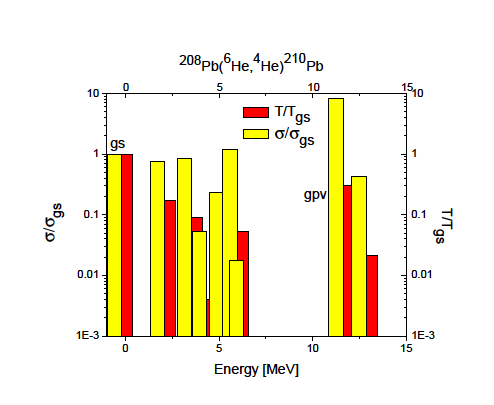 ²⁰⁸Pb(⁶He,⁴He)²¹⁰Pb
0 5 10 15
10 10
T/Tgs
σ/σgs
gs
1 1
gpv
0.1 0.1
σ/σgs T/Tgs
0.01 0.01
1E-3 1E-3
0 5 10 15
Energy [MeV]